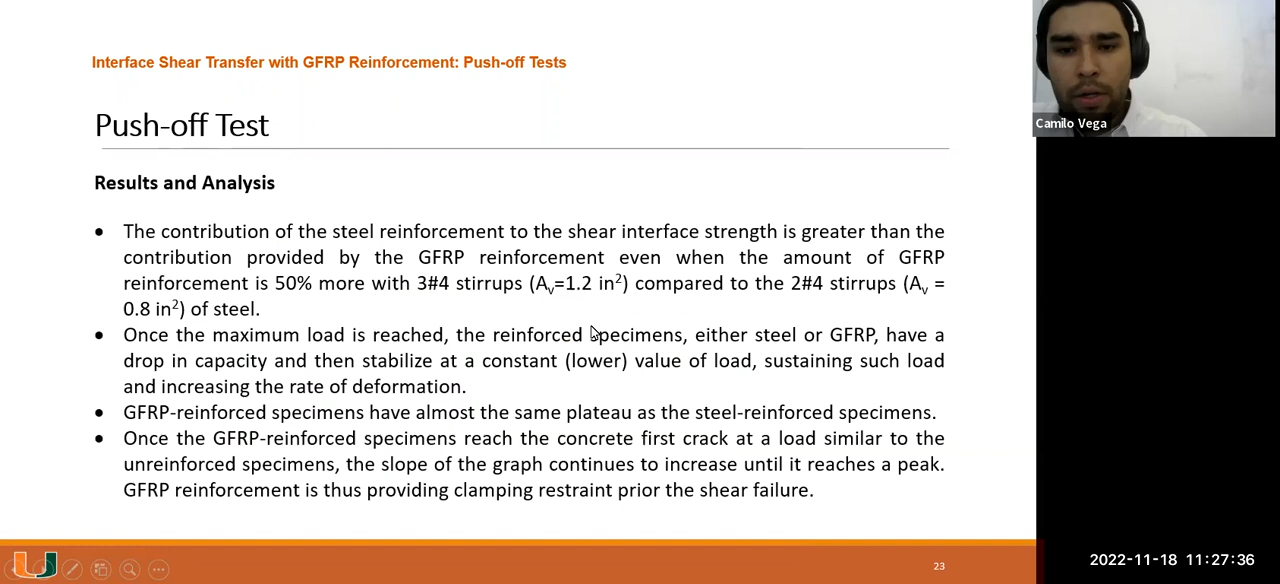 Interface Shear Transfer with GFRP Reinforcement: Push-off Tests
Push-off Test
Results and Analysis
• The contribution of the steel reinforcement to the shear interface strength is greater than the
contribution provided by the GFRP reinforcement even when the amount of GFRP
reinforcement is 50% more with 3#4 stirrups (Av=1.2 in²) compared to the 2#4 stirrups (Av =
0.8 in²) of steel.
• Once the maximum load is reached, the reinforced specimens, either steel or GFRP, have a
drop in capacity and then stabilize at a constant (lower) value of load, sustaining such load
and increasing the rate of deformation.
• GFRP-reinforced specimens have almost the same plateau as the steel-reinforced specimens.
• Once the GFRP-reinforced specimens reach the concrete first crack at a load similar to the
unreinforced specimens, the slope of the graph continues to increase until it reaches a peak.
GFRP reinforcement is thus providing clamping restraint prior the shear failure.
23
Camilo Vega
2022-11-18 11:27:36